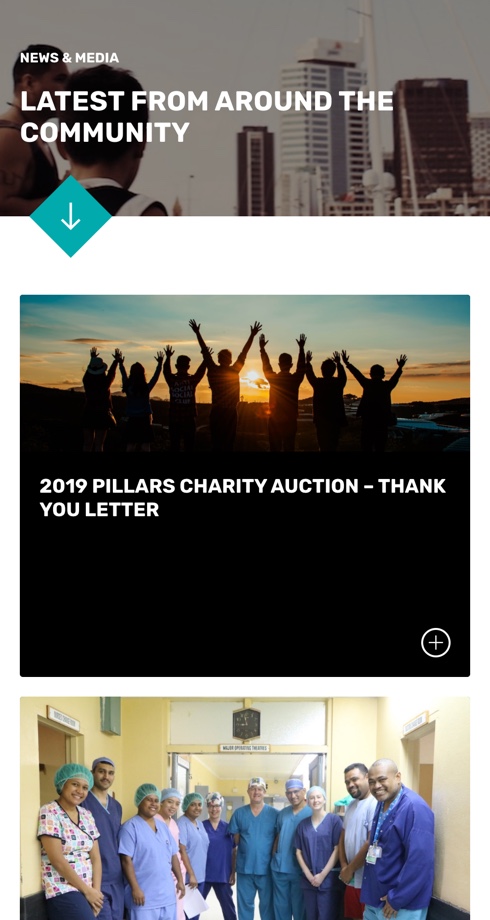 NEWS & MEDIA
LATEST FROM AROUND THE
COMMUNITY
2019 PILLARS CHARITY AUCTION – THANK
YOU LETTER
MAJOR OPERATING THEATRES